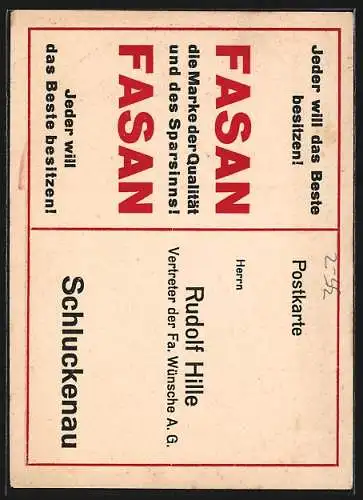 Jeder will das Beste
besitzen!
FASAN
die Marke der Qualität
und des Sparsinns!
FASAN
Jeder will
das Beste besitzen!
Postkarte
Herrn
Rudolf Hille
Vertreter der Fa. Wünsche A. G.
Schluckenau